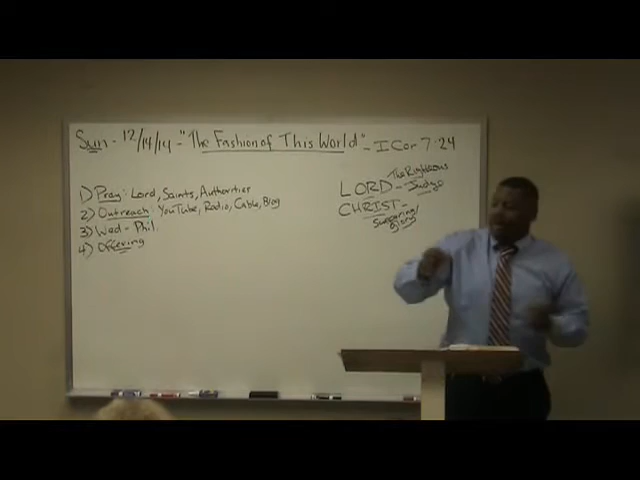 Sun - 12/14/14 - "The Fashion of This World" - I Cor 7:24
1) Pray: Lord, Saints, Authorities
2) Outreach: YouTube, Radio, Cable, Blog
3) Wed - Phil.
4) Offering
LORD - The Righteous Judge
CHRIST -
glory